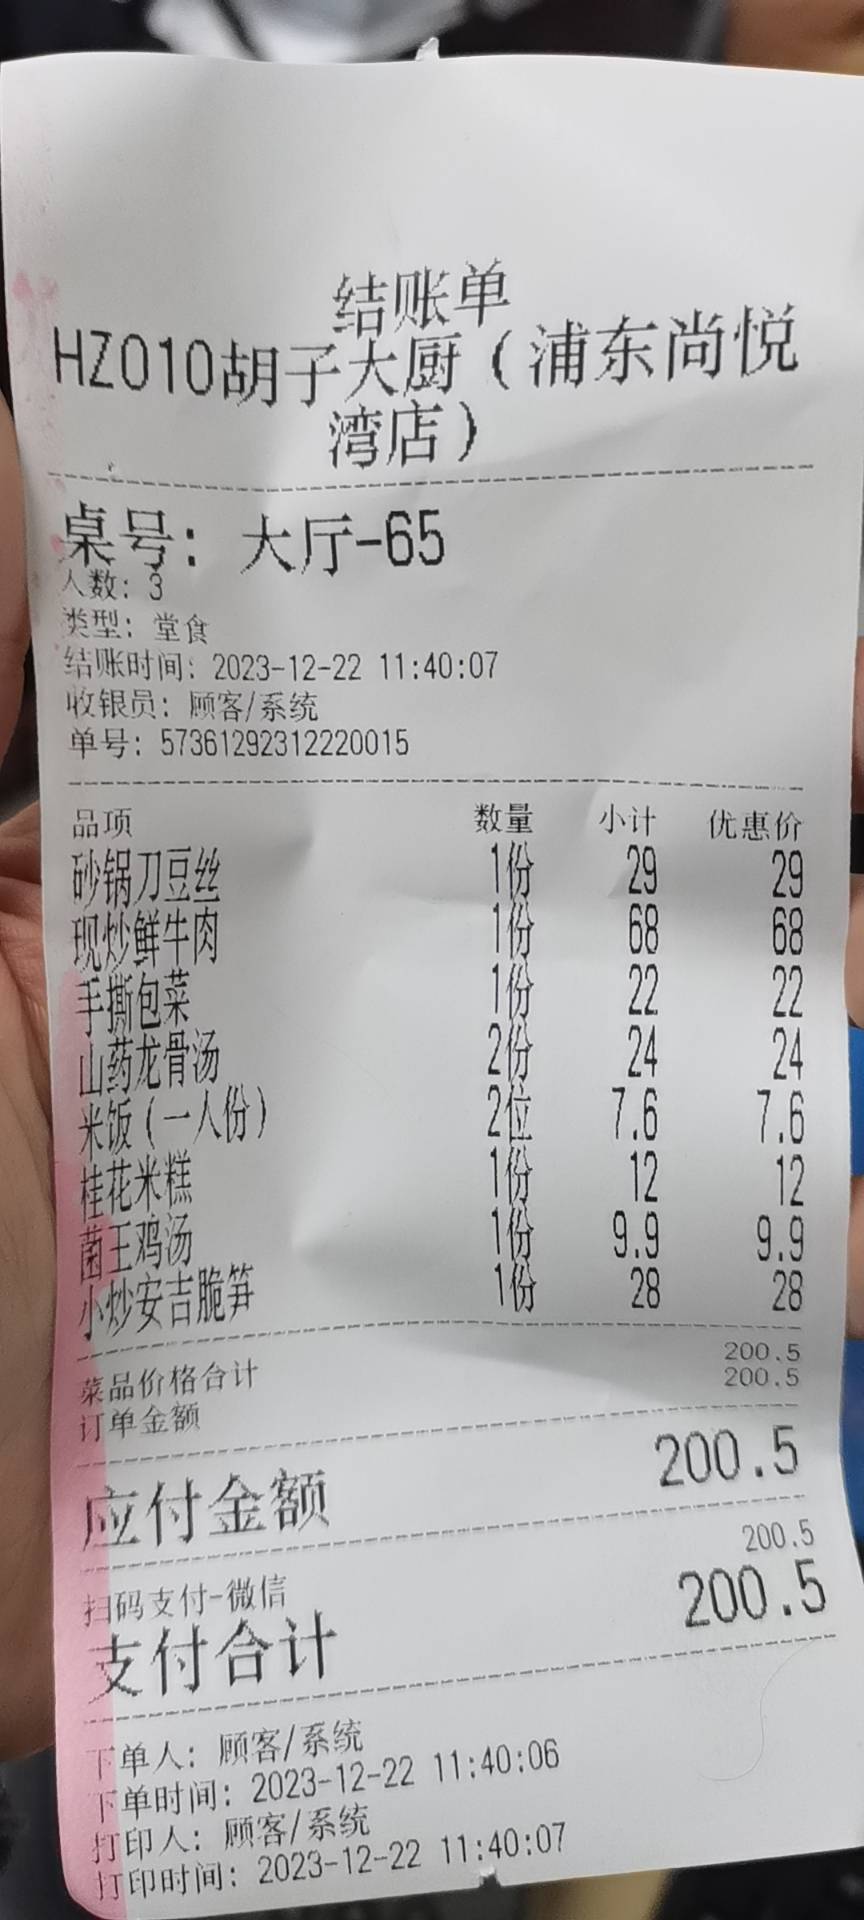 结账单
HZ010胡子大厨（浦东尚悦
湾店）
桌号：大厅-65
人数：3
类型：堂食
结账时间：2023-12-22 11:40:07
收银员：顾客/系统
单号：57361292312220015
品项 数量 小计 优惠价
砂锅刀豆丝 1份 29 29
现炒鲜牛肉 1份 68 68
手撕包菜 1份 22 22
山药龙骨汤 2份 24 24
米饭（一人份） 2位 7.6 7.6
桂花米糕 1份 12 12
菌王鸡汤 1份 9.9 9.9
小炒安吉脆笋 1份 28 28
菜品价格合计 200.5
订单金额 200.5
应付金额 200.5
扫码支付-微信 200.5
支付合计 200.5
下单人：顾客/系统
下单时间：2023-12-22 11:40:06
打印人：顾客/系统
打印时间：2023-12-22 11:40:07